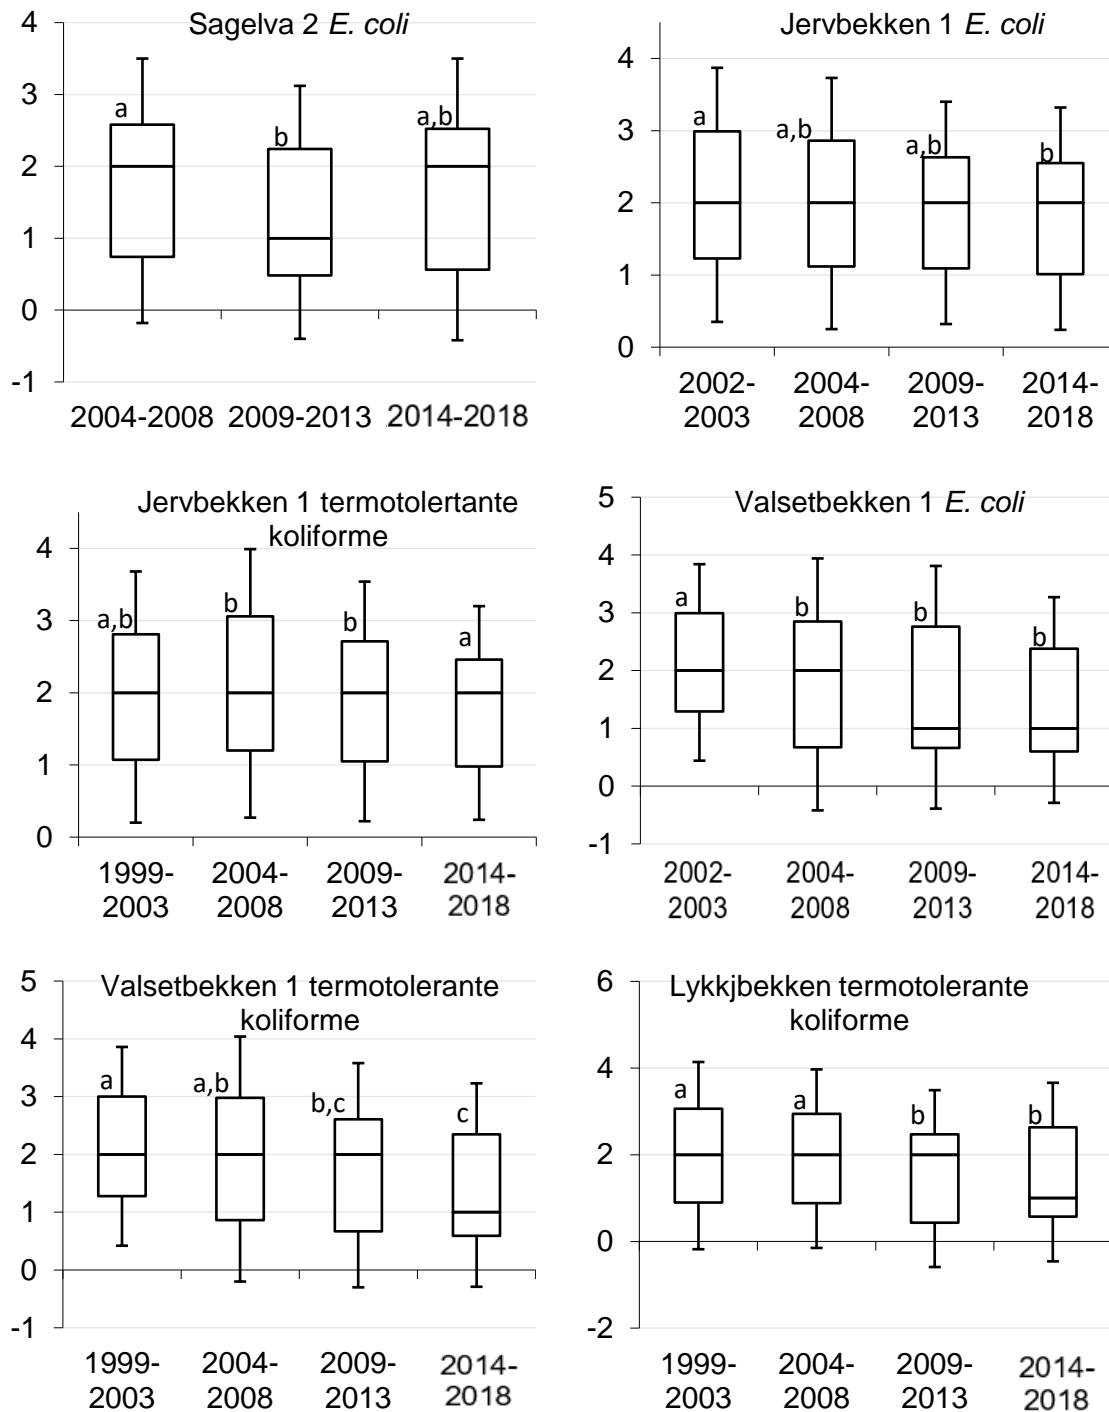 Sagelva 2 E. coli
4
3
2
1
0
-1
a
b
a,b
2004-2008 2009-2013 2014-2018
Jervbekken 1 E. coli
4
3
2
1
0
a
a,b
a,b
b
2002-
2003
2004-
2008
2009-
2013
2014-
2018
Jervbekken 1 termotolertante
koliforme
4
3
2
1
0
a,b
b
b
a
1999-
2003
2004-
2008
2009-
2013
2014-
2018
Valsetbekken 1 E. coli
5
4
3
2
1
0
-1
a
b
b
b
2002-
2003
2004-
2008
2009-
2013
2014-
2018
Valsetbekken 1 termotolerante
koliforme
5
4
3
2
1
0
-1
a
a,b
b,c
c
1999-
2003
2004-
2008
2009-
2013
2014-
2018
Lykkjbekken termotolerante
koliforme
6
4
2
0
-2
a
a
b
b
1999-
2003
2004-
2008
2009-
2013
2014-
2018